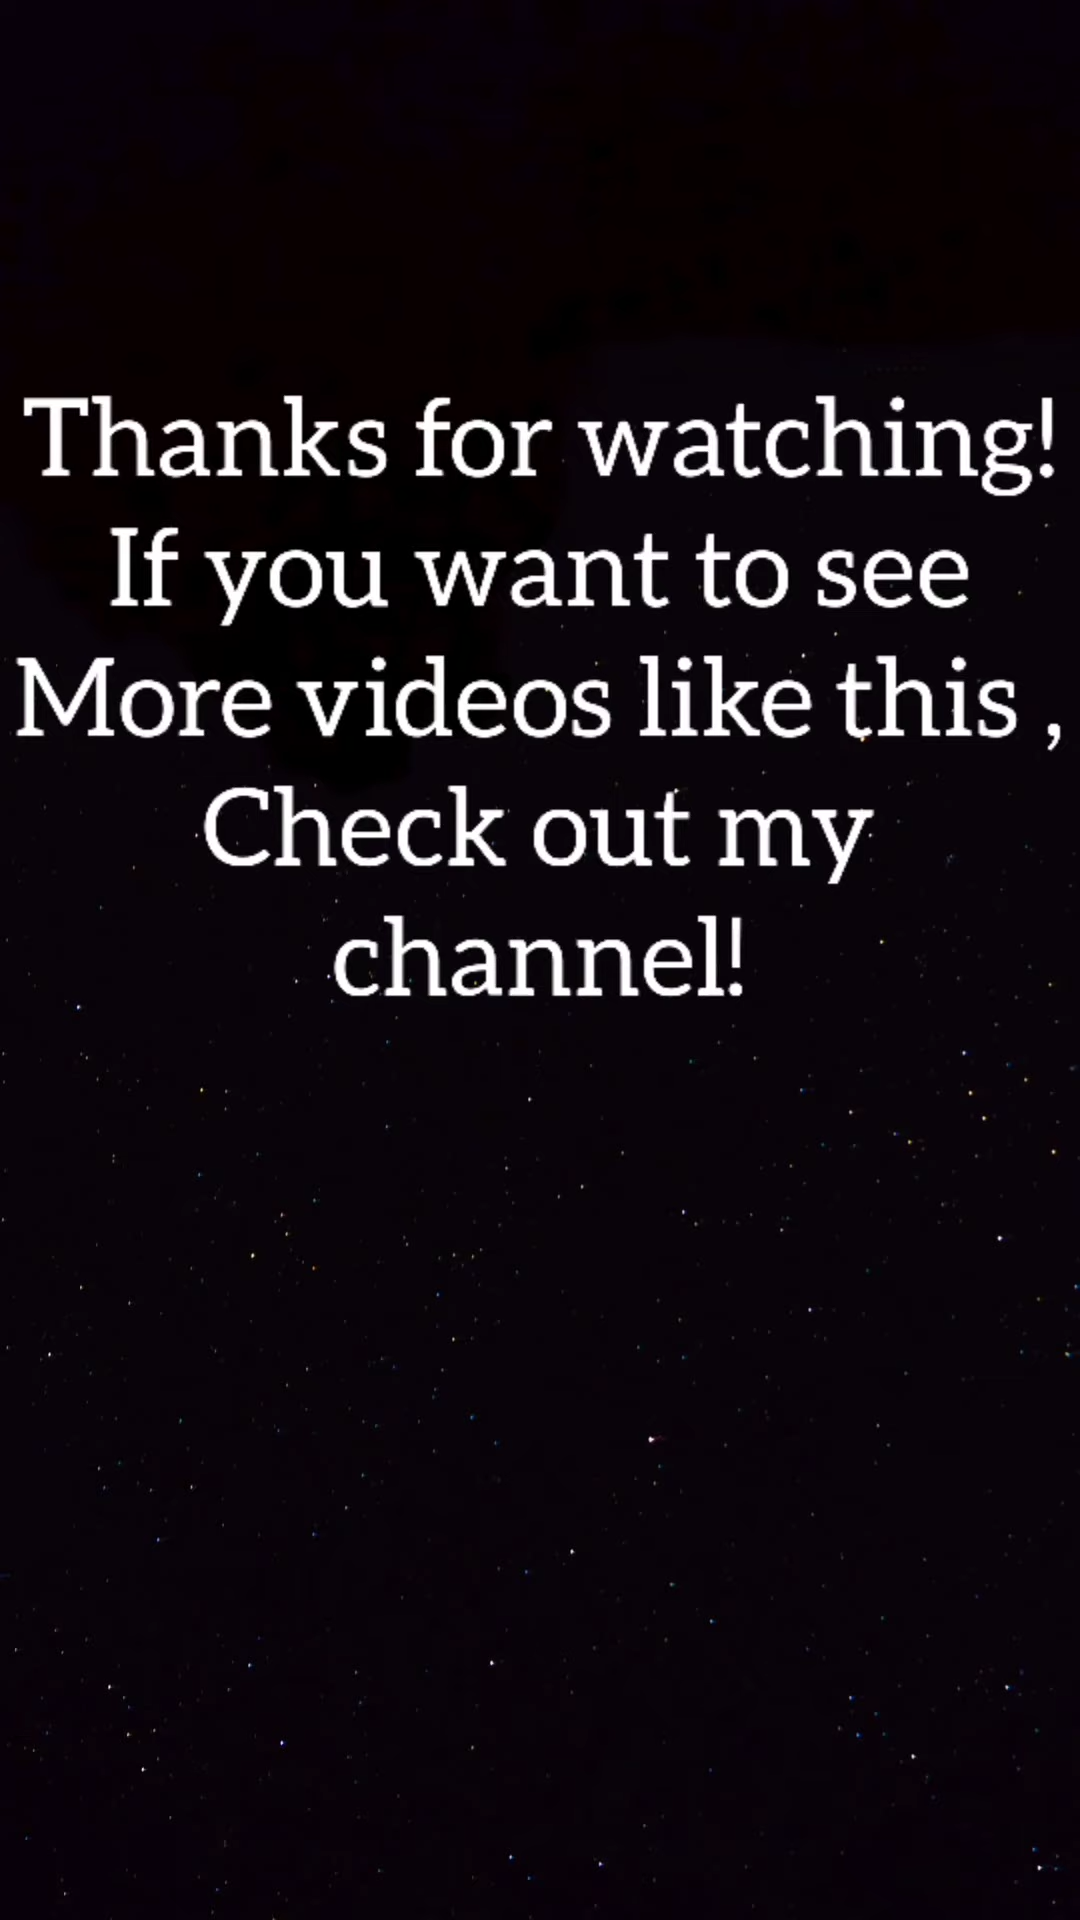 Thanks for watching!
If you want to see
More videos like this ,
Check out my
channel!